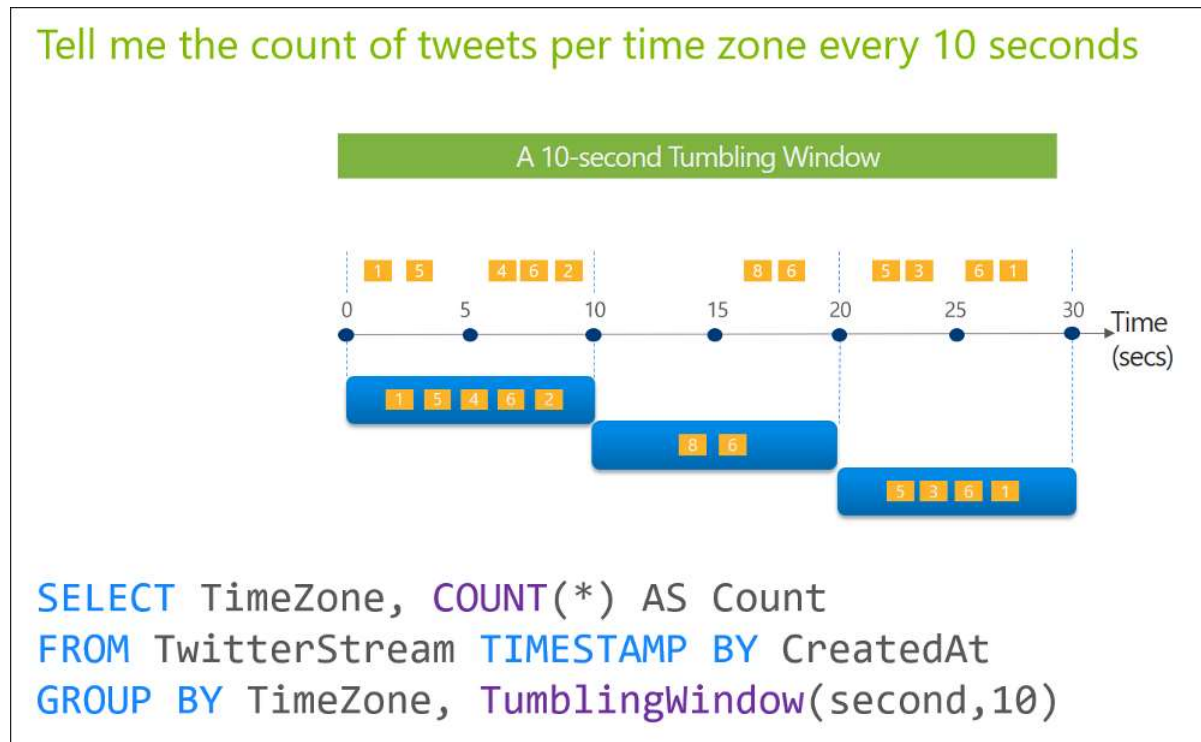 Tell me the count of tweets per time zone every 10 seconds
A 10-second Tumbling Window
1 5 4 6 2 8 6 5 3 6 1
0 5 10 15 20 25 30
Time
(secs)
1 5 4 6 2
8 6
5 3 6 1
SELECT TimeZone, COUNT(*) AS Count
FROM TwitterStream TIMESTAMP BY CreatedAt
GROUP BY TimeZone, TumblingWindow(second,10)